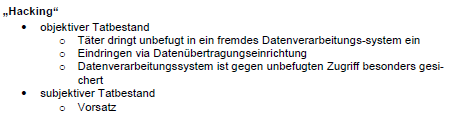 „Hacking“
• objektiver Tatbestand
o Täter dringt unbefugt in ein fremdes Datenverarbeitungs-system ein
o Eindringen via Datenübertragungseinrichtung
o Datenverarbeitungssystem ist gegen unbefugten Zugriff besonders gesi-
chert
• subjektiver Tatbestand
o Vorsatz